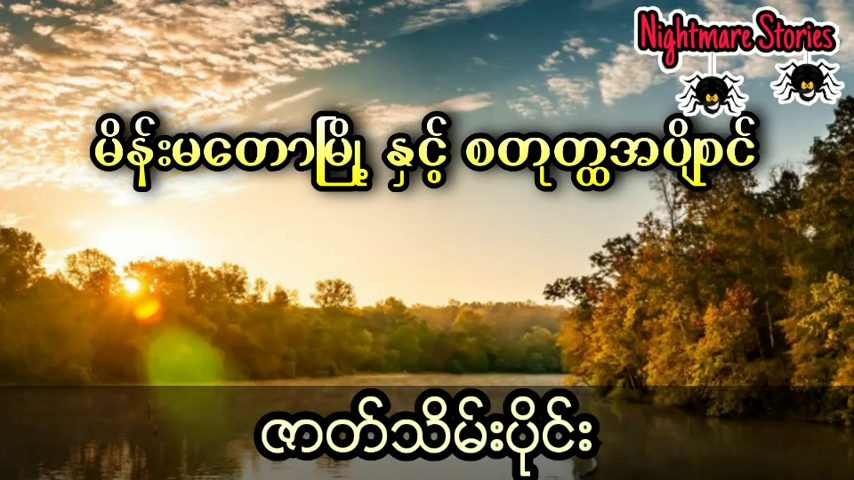 Nightmare Stories
မိန်းမတောမြို့ နှင့် စတုတ္ထအပျိုစင်
ဇာတ်သိမ်းပိုင်း